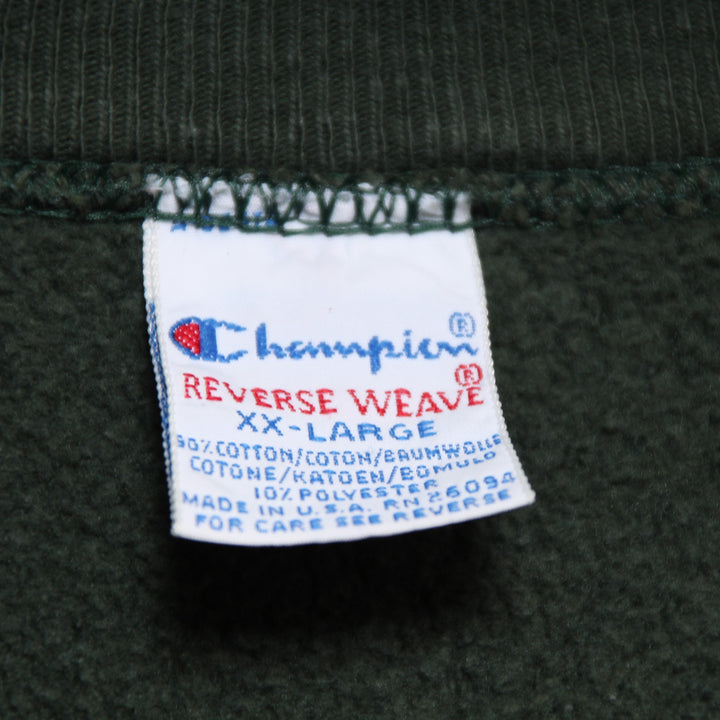 Champion ®
REVERSE WEAVE ®
XX-LARGE
90% COTTON/COTON/BAUMWOLLE
COTONE/KATOEN/BOMULD
10% POLYESTER
MADE IN U.S.A. RN 26094
FOR CARE SEE REVERSE